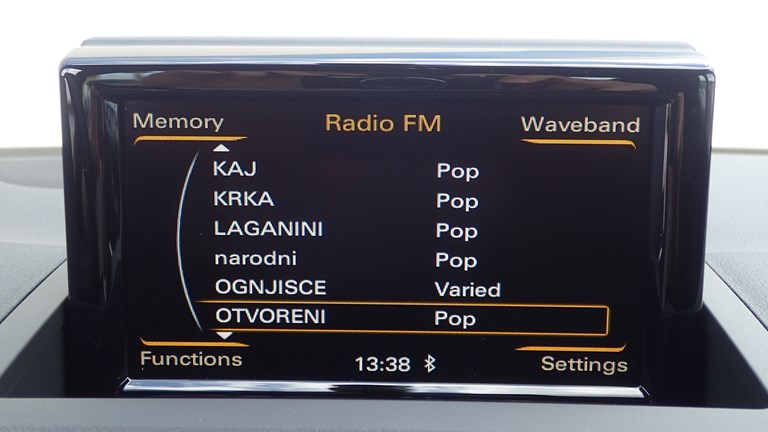 Memory Radio FM Waveband
KAJ Pop
KRKA Pop
LAGANINI Pop
narodni Pop
OGNJISCE Varied
OTVORENI Pop
Functions 13:38 Settings